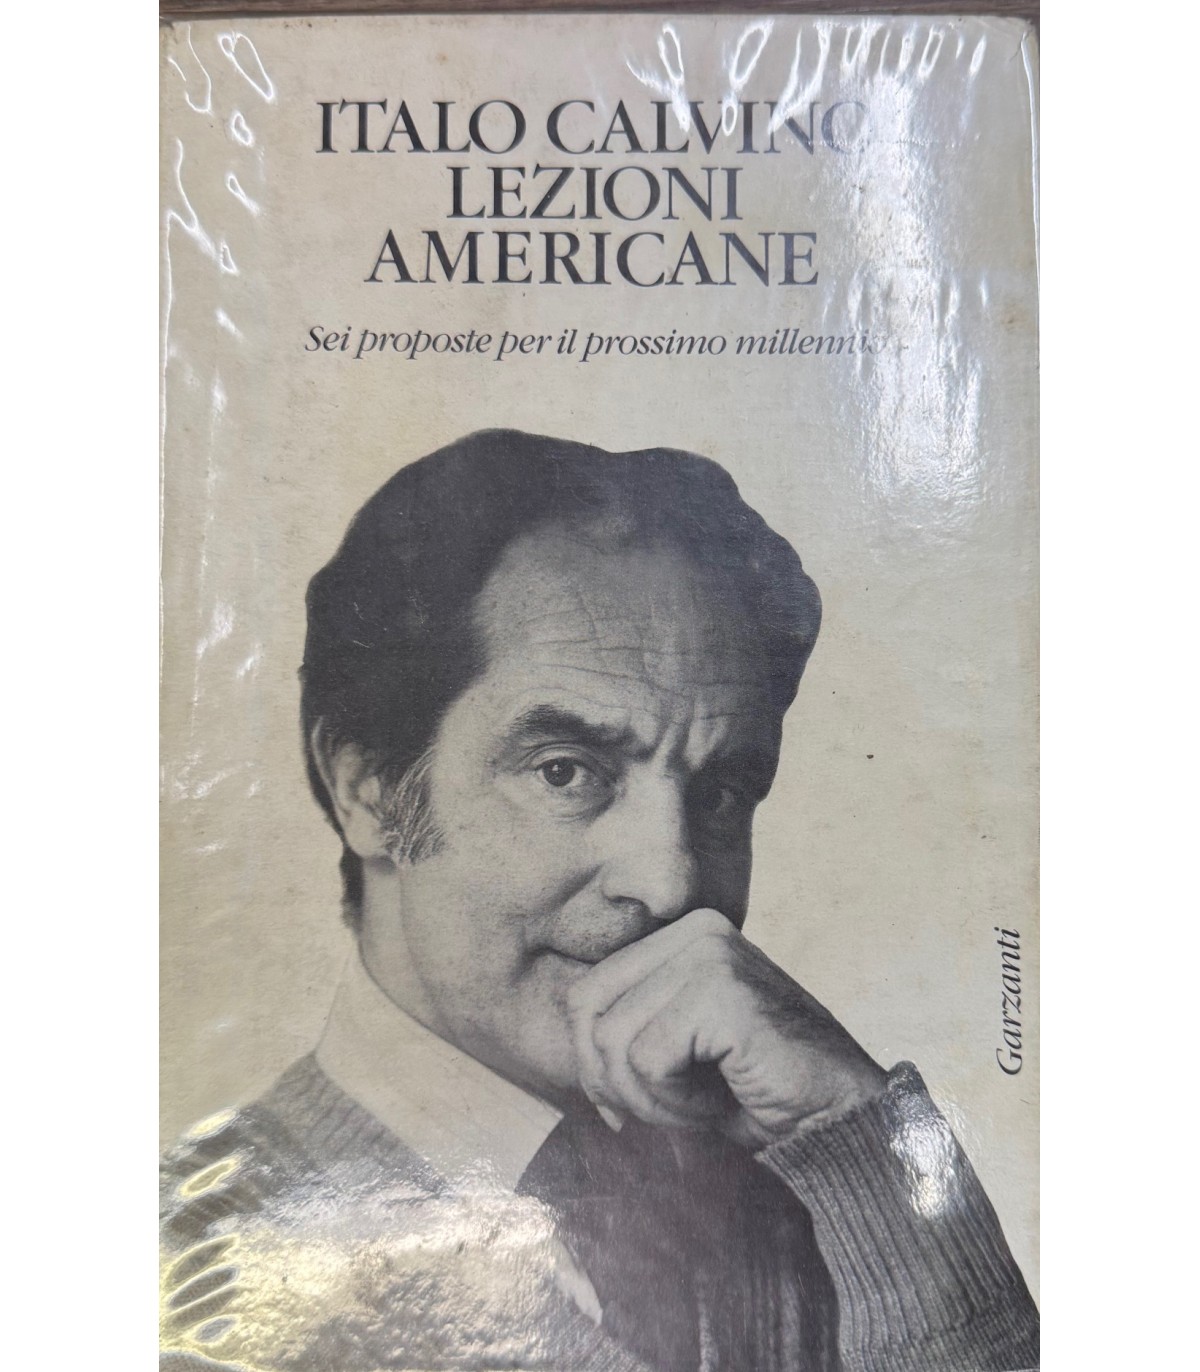 ITALO CALVINO
LEZIONI
AMERICANE
Sei proposte per il prossimo millennio
Garzanti